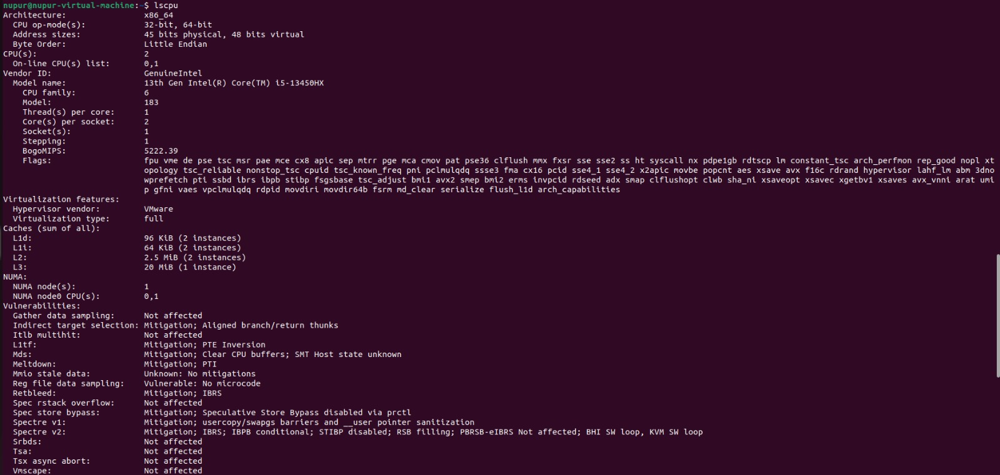 nupur@nupur-virtual-machine:~$ lscpu
Architecture:                x86_64
  CPU op-mode(s):            32-bit, 64-bit
  Address sizes:             45 bits physical, 48 bits virtual
  Byte Order:                Little Endian
CPU(s):                      2
  On-line CPU(s) list:       0,1
Vendor ID:                   GenuineIntel
  Model name:                13th Gen Intel(R) Core(TM) i5-13450HX
    CPU family:              6
    Model:                   183
    Thread(s) per core:      1
    Core(s) per socket:      2
    Socket(s):               1
    Stepping:                1
    BogoMIPS:                5222.39
    Flags:                   fpu vme de pse tsc msr pae mce cx8 apic sep mtrr pge mca cmov pat pse36 clflush mmx fxsr sse sse2 ss ht syscall nx pdpe1gb rdtscp lm constant_tsc arch_perfmon rep_good nopl xt
                             opology tsc_reliable nonstop_tsc cpuid tsc_known_freq pni pclmulqdq ssse3 fma cx16 pcid sse4_1 sse4_2 x2apic movbe popcnt aes xsave avx f16c rdrand hypervisor lahf_lm abm 3dno
                             wprefetch pti ssbd ibrs ibpb stibp fsgsbase tsc_adjust bmi1 avx2 smep bmi2 erms invpcid rdseed adx smap clflushopt clwb sha_ni xsaveopt xsavec xgetbv1 xsaves avx_vnni arat umi
                             p gfni vaes vpclmulqdq rdpid movdiri movdir64b fsrm md_clear serialize flush_l1d arch_capabilities
Virtualization features:
  Hypervisor vendor:         VMware
  Virtualization type:       full
Caches (sum of all):
  L1d:                       96 KiB (2 instances)
  L1i:                       64 KiB (2 instances)
  L2:                        2.5 MiB (2 instances)
  L3:                        20 MiB (1 instance)
NUMA:
  NUMA node(s):              1
  NUMA node0 CPU(s):         0,1
Vulnerabilities:
  Gather data sampling:      Not affected
  Indirect target selection: Mitigation; Aligned branch/return thunks
  Itlb multihit:             Not affected
  L1tf:                      Mitigation; PTE Inversion
  Mds:                       Mitigation; Clear CPU buffers; SMT Host state unknown
  Meltdown:                  Mitigation; PTI
  Mmio stale data:           Unknown: No mitigations
  Reg file data sampling:    Vulnerable: No microcode
  Retbleed:                  Mitigation; IBRS
  Spec rstack overflow:      Not affected
  Spec store bypass:         Mitigation; Speculative Store Bypass disabled via prctl
  Spectre v1:                Mitigation; usercopy/swapgs barriers and __user pointer sanitization
  Spectre v2:                Mitigation; IBRS; IBPB conditional; STIBP disabled; RSB filling; PBRSB-eIBRS Not affected; BHI SW loop, KVM SW loop
  Srbds:                     Not affected
  Tsa:                       Not affected
  Tsx async abort:           Not affected
  Vmscape:                   Not affected